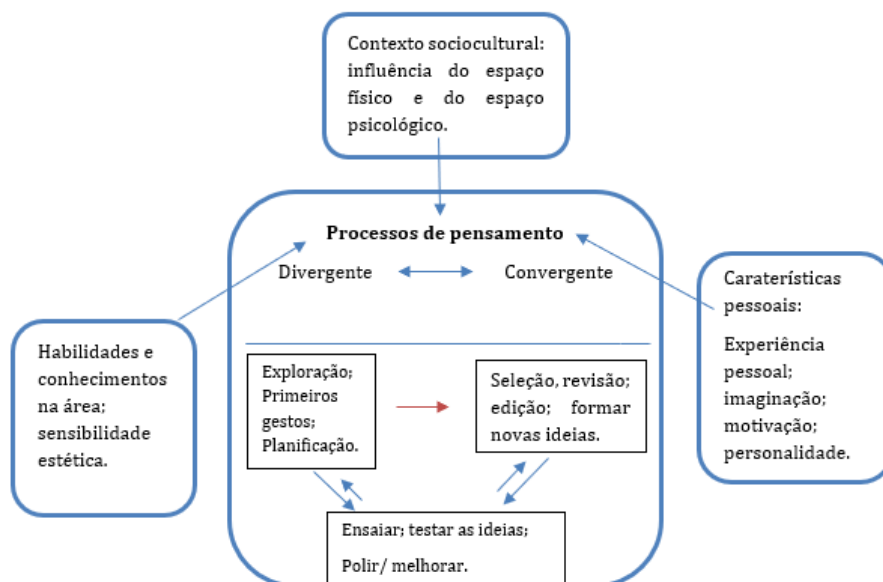 Contexto sociocultural:
influência do espaço
físico e do espaço
psicológico.
Processos de pensamento
Divergente
Convergente
Habilidades e
conhecimentos
na área;
sensibilidade
estética.
Exploração;
Primeiros
gestos;
Planificação.
Seleção, revisão;
edição; formar
novas ideias.
Ensaiar; testar as ideias;
Polir/ melhorar.
Caraterísticas
pessoais:
Experiência
pessoal;
imaginação;
motivação;
personalidade.